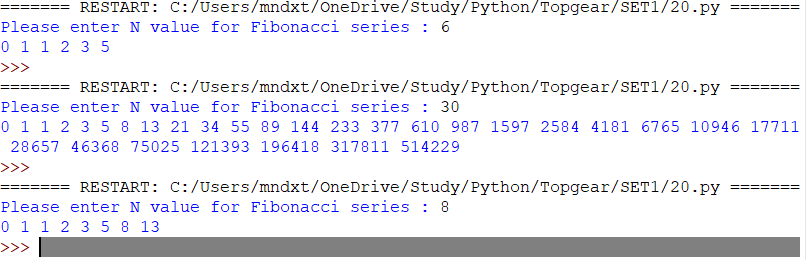 ======= RESTART: C:/Users/mndxt/OneDrive/Study/Python/Topgear/SET1/20.py =======
Please enter N value for Fibonacci series : 6
0 1 1 2 3 5
>>>
======= RESTART: C:/Users/mndxt/OneDrive/Study/Python/Topgear/SET1/20.py =======
Please enter N value for Fibonacci series : 30
0 1 1 2 3 5 8 13 21 34 55 89 144 233 377 610 987 1597 2584 4181 6765 10946 17711
28657 46368 75025 121393 196418 317811 514229
>>>
======= RESTART: C:/Users/mndxt/OneDrive/Study/Python/Topgear/SET1/20.py =======
Please enter N value for Fibonacci series : 8
0 1 1 2 3 5 8 13
>>>